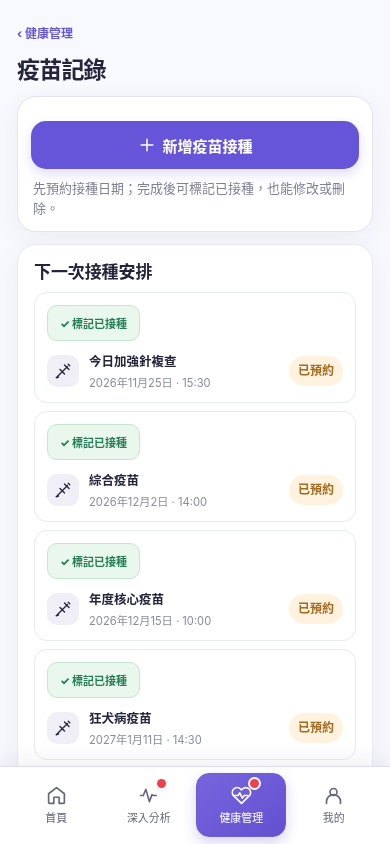 ‹ 健康管理
疫苗記錄
＋ 新增疫苗接種
先預約接種日期；完成後可標記已接種，也能修改或刪
除。
下一次接種安排
✓ 標記已接種
今日加強針複查
2026年11月25日 · 15:30
已預約
✓ 標記已接種
綜合疫苗
2026年12月2日 · 14:00
已預約
✓ 標記已接種
年度核心疫苗
2026年12月15日 · 10:00
已預約
✓ 標記已接種
狂犬病疫苗
2027年1月11日 · 14:30
已預約
首頁
深入分析
健康管理
我的